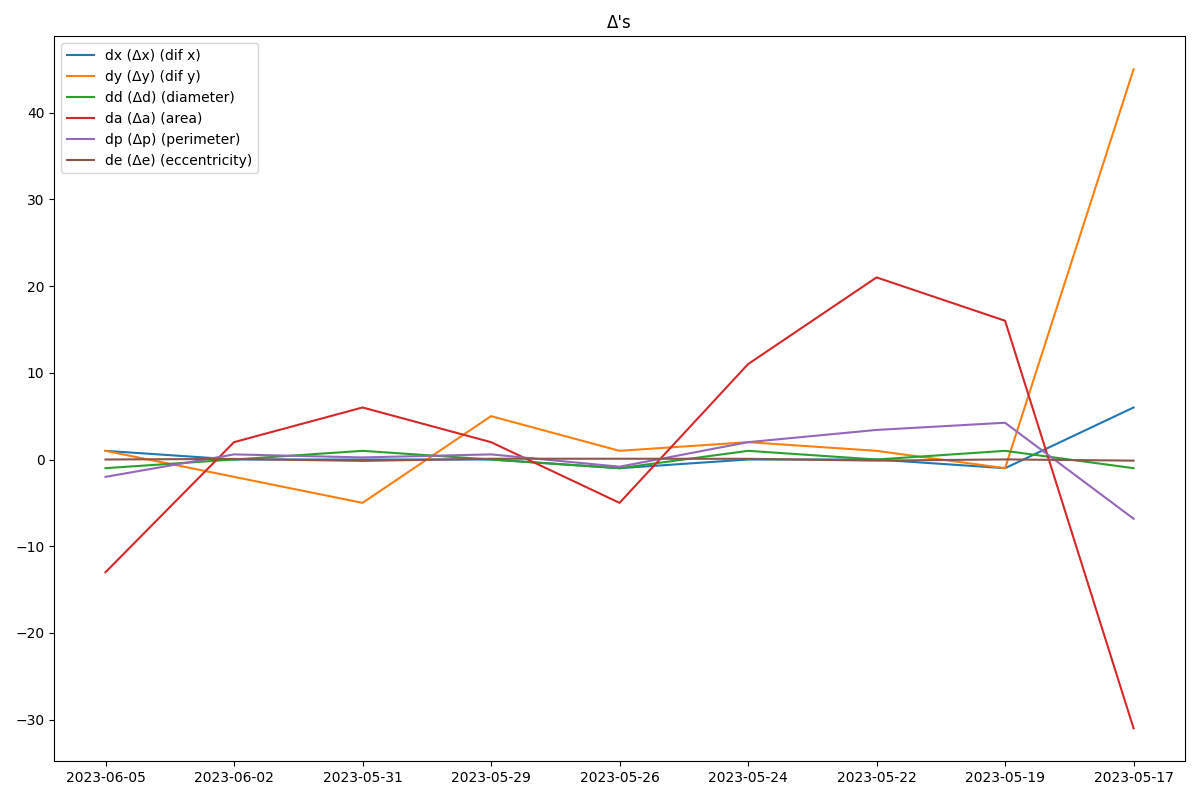 Δ's
dx (Δx) (dif x)
dy (Δy) (dif y)
dd (Δd) (diameter)
da (Δa) (area)
dp (Δp) (perimeter)
de (Δe) (eccentricity)
40
30
20
10
0
−10
−20
−30
2023-06-05 2023-06-02 2023-05-31 2023-05-29 2023-05-26 2023-05-24 2023-05-22 2023-05-19 2023-05-17